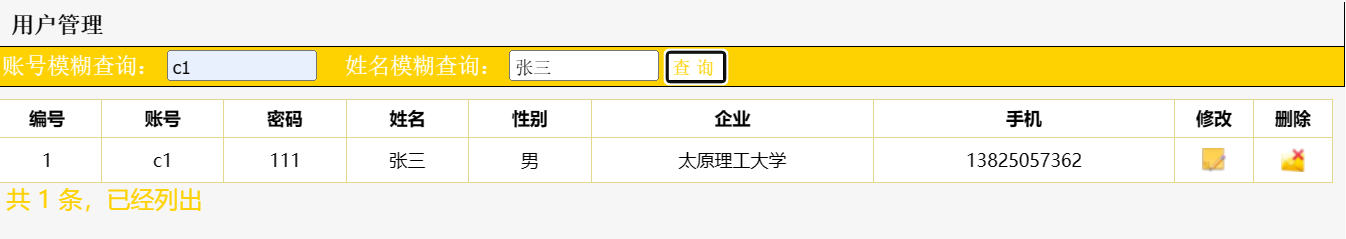 用户管理
账号模糊查询： c1 姓名模糊查询： 张三 查 询
编号 账号 密码 姓名 性别 企业 手机 修改 删除
1 c1 111 张三 男 太原理工大学 13825057362
共 1 条，已经列出